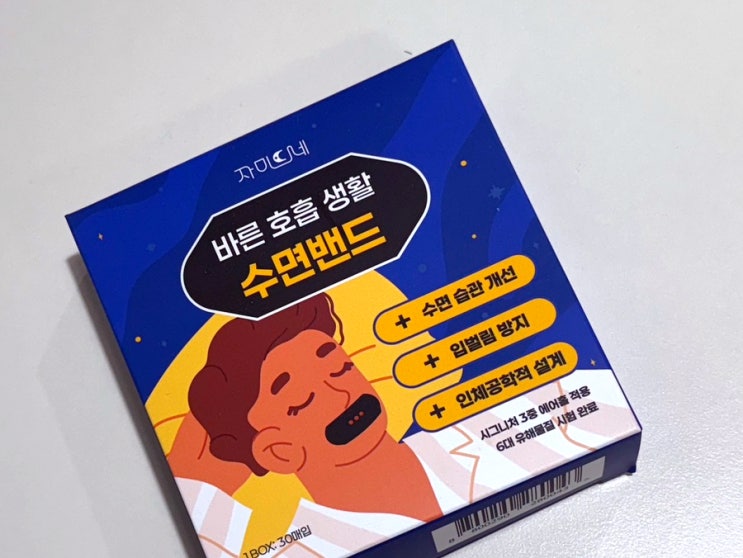 자미네
바른 호흡 생활
수면밴드
+ 수면 습관 개선
+ 입벌림 방지
+ 인체공학적 설계
시그니처 3중 에어홀 적용
6대 유해물질 시험 완료
1 BOX: 30매입